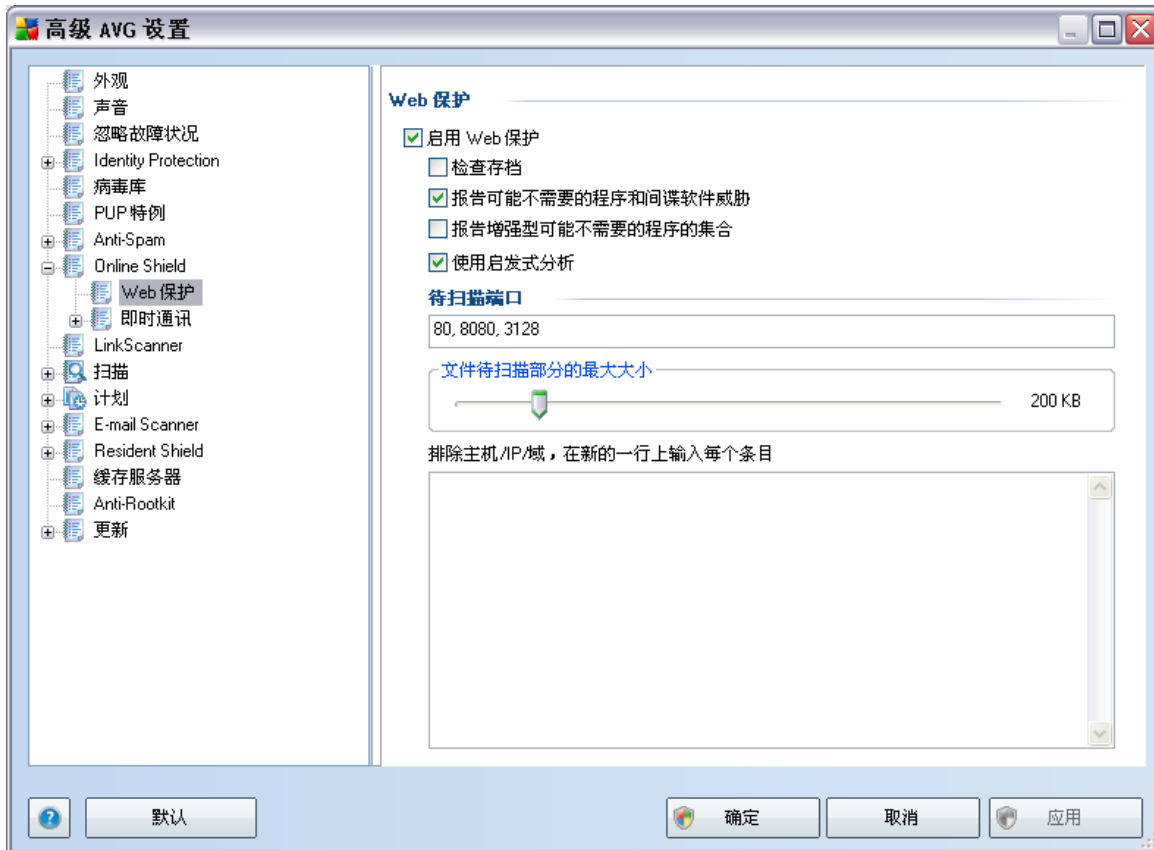 高级 AVG 设置
外观
声音
忽略故障状况
Identity Protection
病毒库
PUP 特例
Anti-Spam
Online Shield
Web 保护
即时通讯
LinkScanner
扫描
计划
E-mail Scanner
Resident Shield
缓存服务器
Anti-Rootkit
更新
Web 保护
启用 Web 保护
检查存档
报告可能不需要的程序和间谍软件威胁
报告增强型可能不需要的程序的集合
使用启发式分析
待扫描端口
80, 8080, 3128
文件待扫描部分的最大大小
200 KB
排除主机/IP/域，在新的一行上输入每个条目
默认
确定
取消
应用